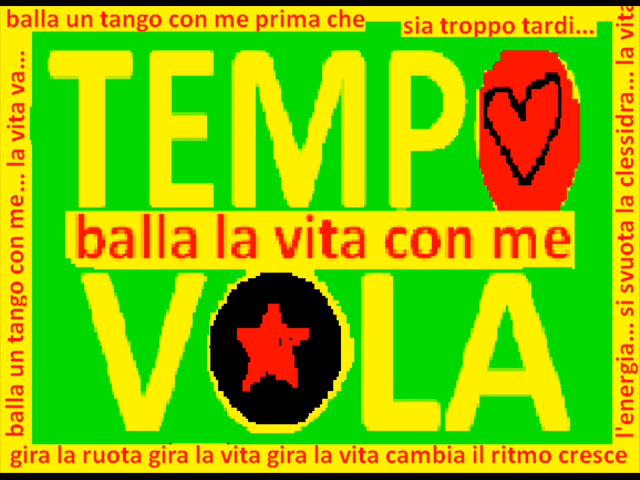 balla un tango con me prima che
sia troppo tardi...
TEMPO
balla la vita con me
VOLA
balla un tango con me... la vita va...
l'energia... si svuota la clessidra... la vita
gira la ruota gira la vita gira la vita cambia il ritmo cresce